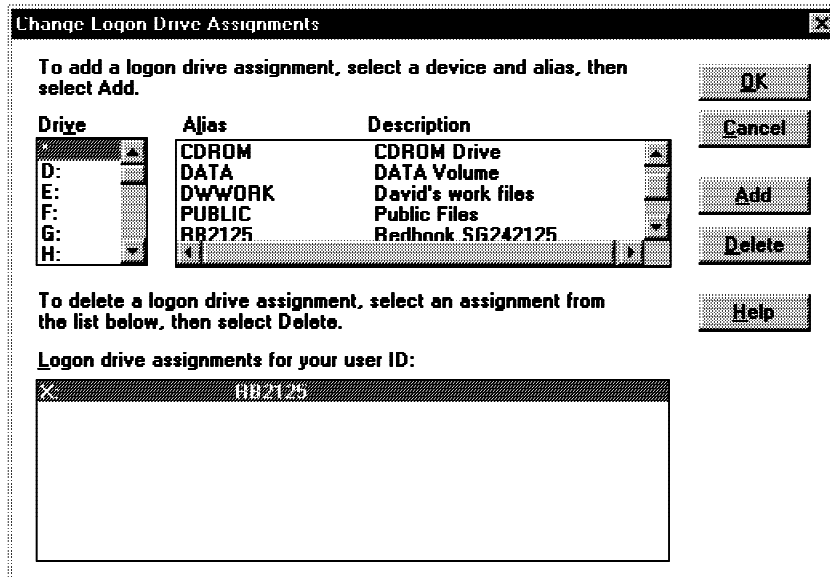 Change Logon Drive Assignments
To add a logon drive assignment, select a device and alias, then
select Add.
OK
Cancel
Add
Delete
Help
Drive Alias Description
*
D:
E:
F:
G:
H:
CDROM CDROM Drive
DATA DATA Volume
DWWORK David's work files
PUBLIC Public Files
RB2125 Redbook SG242125
To delete a logon drive assignment, select an assignment from
the list below, then select Delete.
Logon drive assignments for your user ID:
X: RB2125